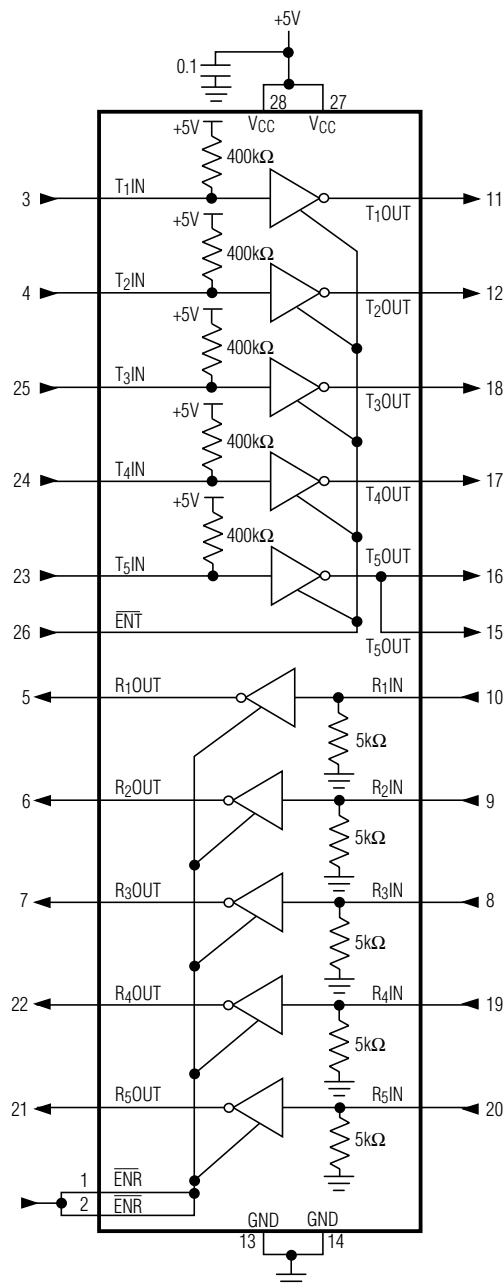 +5V
0.1
28 27
VCC VCC
+5V
400kΩ
3 T1IN T1OUT 11
+5V
400kΩ
4 T2IN T2OUT 12
+5V
400kΩ
25 T3IN T3OUT 18
+5V
400kΩ
24 T4IN T4OUT 17
+5V
400kΩ
T5OUT
23 T5IN 16
26 ENT 15
T5OUT
5 R1OUT R1IN 10
5kΩ
6 R2OUT R2IN 9
5kΩ
7 R3OUT R3IN 8
5kΩ
22 R4OUT R4IN 19
5kΩ
21 R5OUT R5IN 20
5kΩ
1 ENR
2 ENR
GND GND
13 14